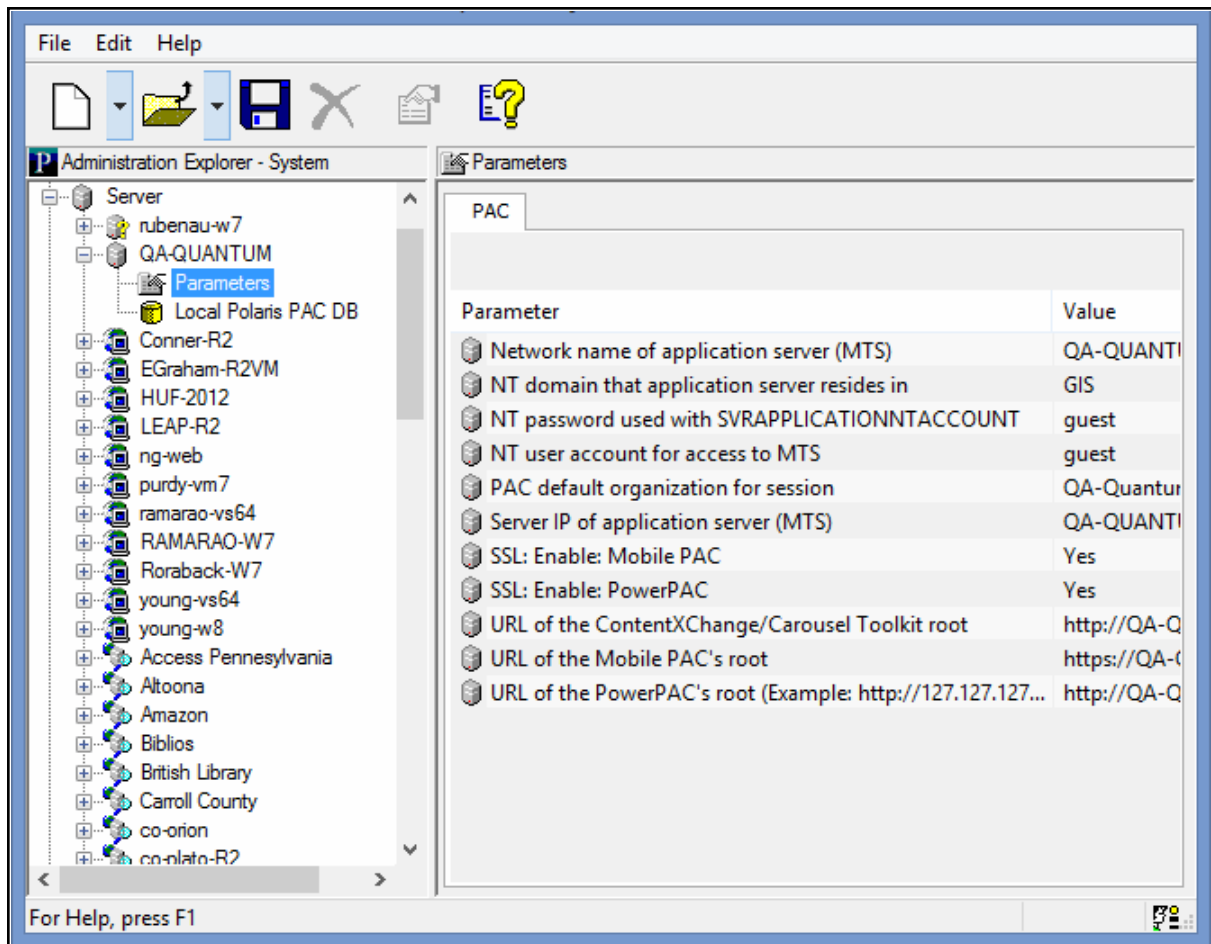 File Edit Help
Administration Explorer - System
Server
rubenau-w7
QA-QUANTUM
Parameters
Local Polaris PAC DB
Conner-R2
EGraham-R2VM
HUF-2012
LEAP-R2
ng-web
purdy-vm7
ramarao-vs64
RAMARAO-W7
Roraback-W7
young-vs64
young-w8
Access Pennesylvania
Altoona
Amazon
Biblios
British Library
Carroll County
co-orion
co-plato-R2
Parameters
PAC
Parameter Value
Network name of application server (MTS) QA-QUANT
NT domain that application server resides in GIS
NT password used with SVRAPPLICATIONNTACCOUNT guest
NT user account for access to MTS guest
PAC default organization for session QA-Quantu
Server IP of application server (MTS) QA-QUANT
SSL: Enable: Mobile PAC Yes
SSL: Enable: PowerPAC Yes
URL of the ContentXChange/Carousel Toolkit root http://QA-Q
URL of the Mobile PAC's root https://QA-
URL of the PowerPAC's root (Example: http://127.127.127... http://QA-Q
For Help, press F1